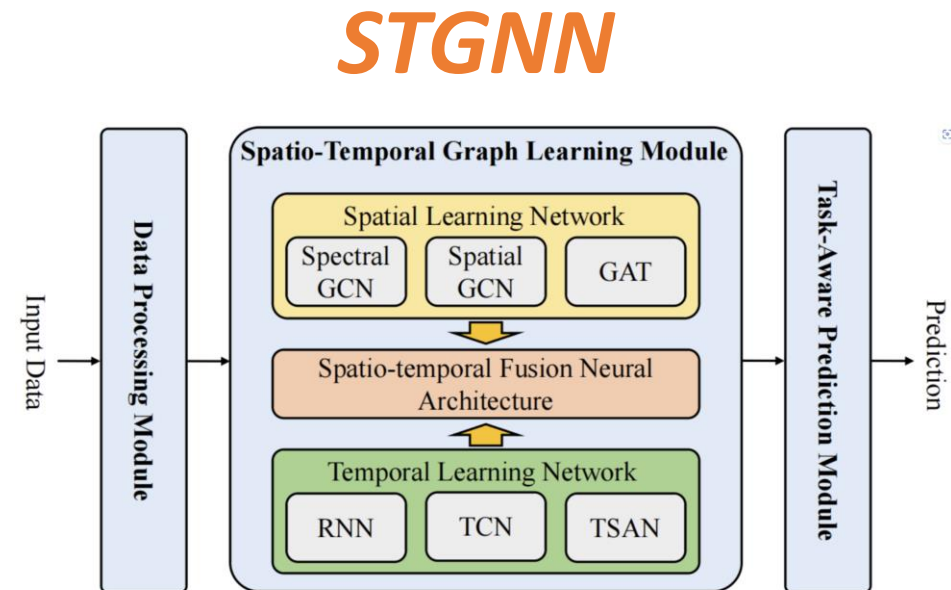 STGNN
Input Data
Data Processing Module
Spatio-Temporal Graph Learning Module
Spatial Learning Network
Spectral
GCN
Spatial
GCN
GAT
Spatio-temporal Fusion Neural
Architecture
Temporal Learning Network
RNN
TCN
TSAN
Task-Aware Prediction Module
Prediction